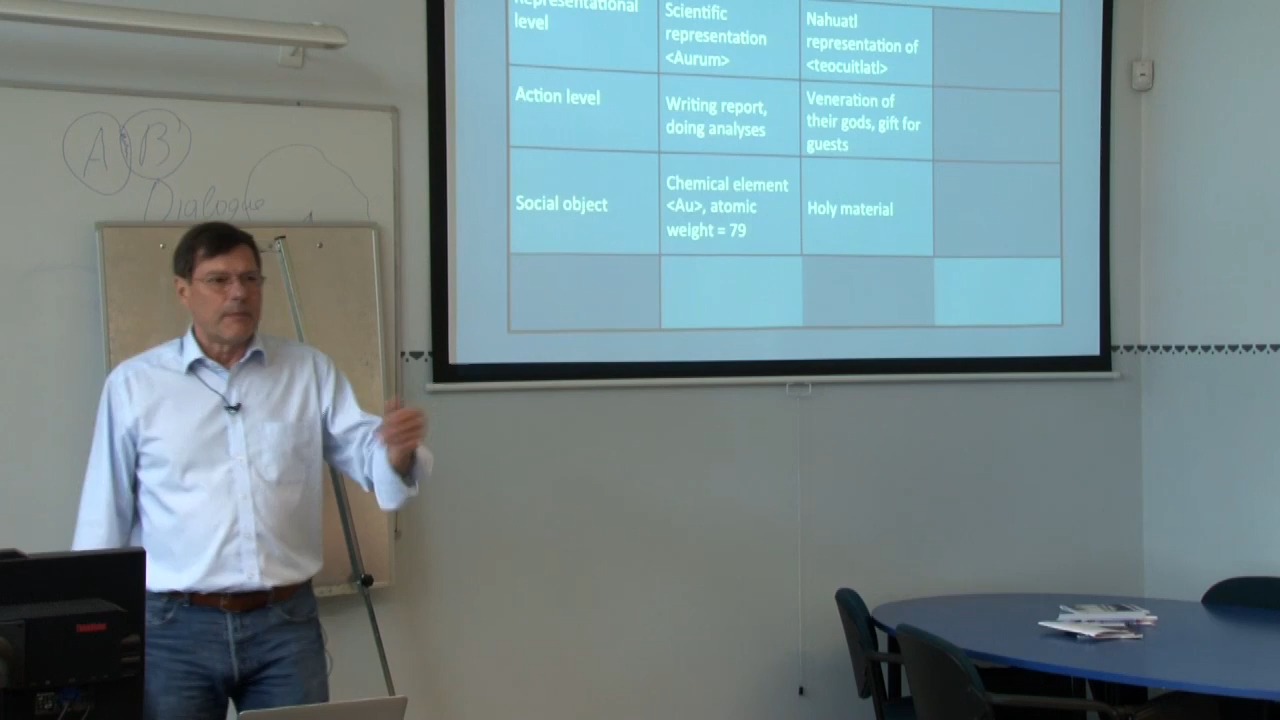 Representational
level
Scientific
representation
<Aurum>
Nahuatl
representation of
<teocuitlatl>
Action level
Writing report,
doing analyses
Veneration of
their gods, gift for
guests
Social object
Chemical element
<Au>, atomic
weight = 79
Holy material
A B
Dialogue